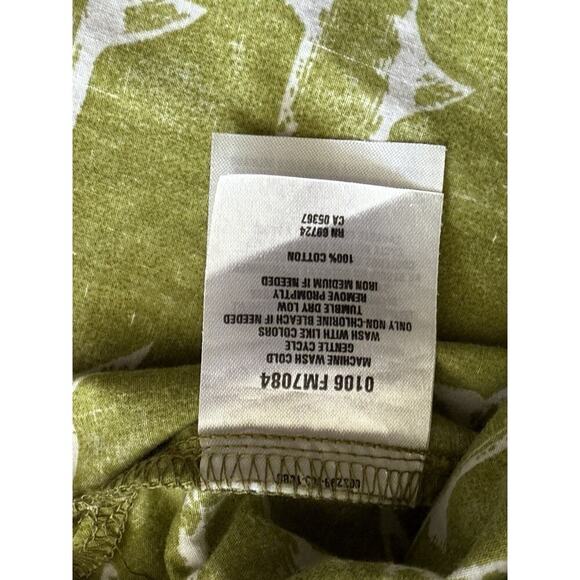 0106 FM7084
MACHINE WASH COLD
GENTLE CYCLE
WASH WITH LIKE COLORS
ONLY NON-CHLORINE BLEACH IF NEEDED
TUMBLE DRY LOW
REMOVE PROMPTLY
IRON MEDIUM IF NEEDED
100% COTTON
RN 69724
CA 05367